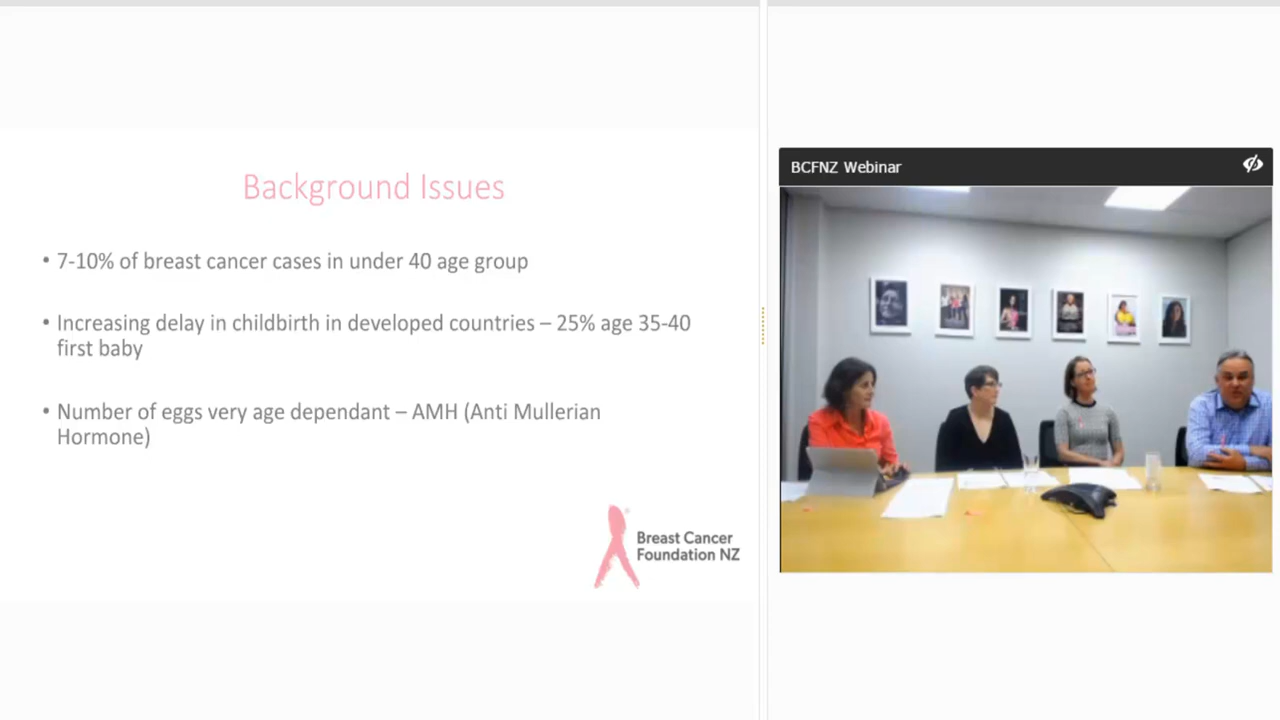 Background Issues
• 7-10% of breast cancer cases in under 40 age group
• Increasing delay in childbirth in developed countries – 25% age 35-40
first baby
• Number of eggs very age dependant – AMH (Anti Mullerian
Hormone)
Breast Cancer
Foundation NZ
BCFNZ Webinar